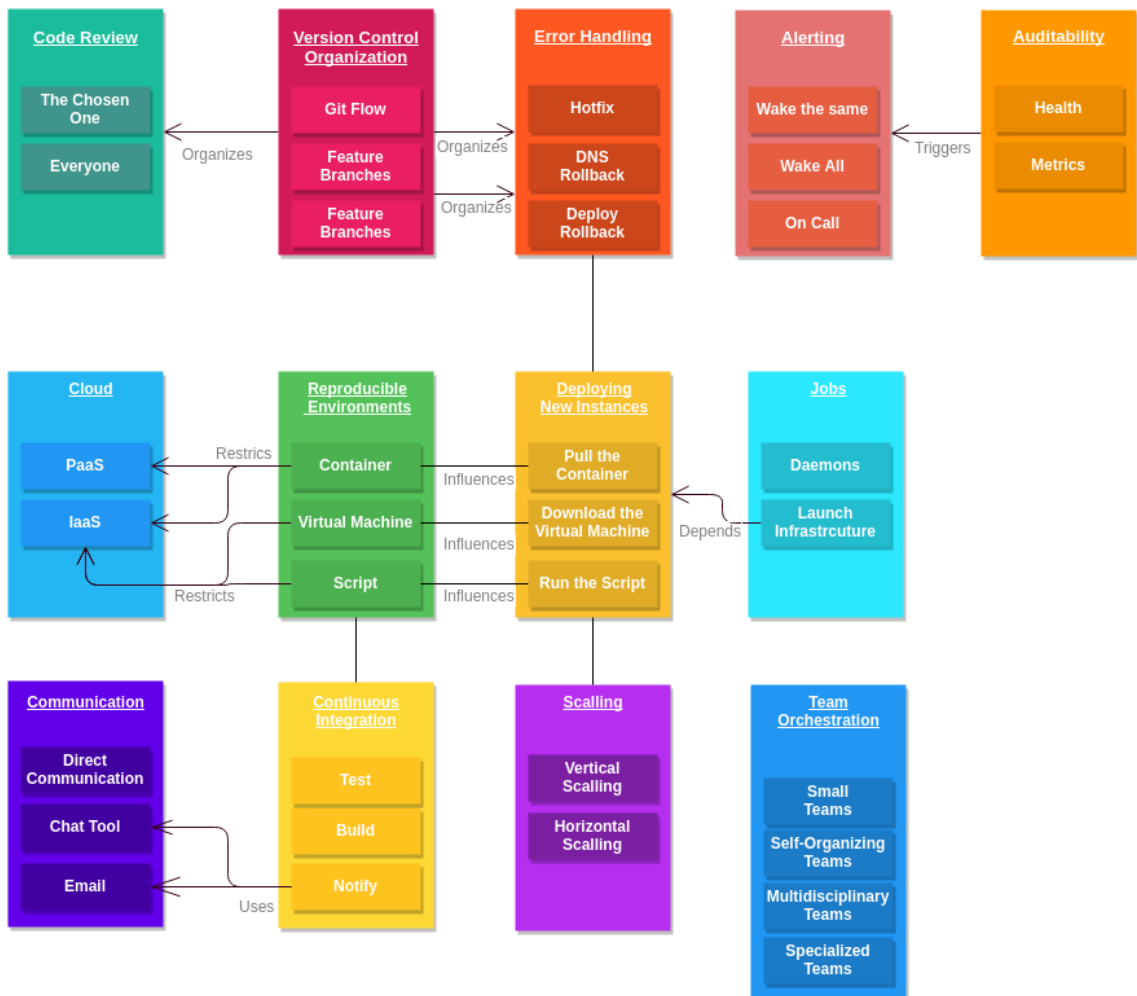 Code Review
The Chosen
One
Everyone
Organizes
Version Control
Organization
Git Flow
Feature
Branches
Feature
Branches
Organizes
Organizes
Error Handling
Hotfix
DNS
Rollback
Deploy
Rollback
Alerting
Wake the same
Wake All
On Call
Triggers
Auditability
Health
Metrics
Cloud
PaaS
IaaS
Restrics
Restricts
Reproducible
Environments
Container
Virtual Machine
Script
Influences
Influences
Influences
Deploying
New Instances
Pull the
Container
Download the
Virtual Machine
Run the Script
Depends
Jobs
Daemons
Launch
Infrastrcuture
Communication
Direct
Communication
Chat Tool
Email
Uses
Continuous
Integration
Test
Build
Notify
Scalling
Vertical
Scalling
Horizontal
Scalling
Team
Orchestration
Small
Teams
Self-Organizing
Teams
Multidisciplinary
Teams
Specialized
Teams